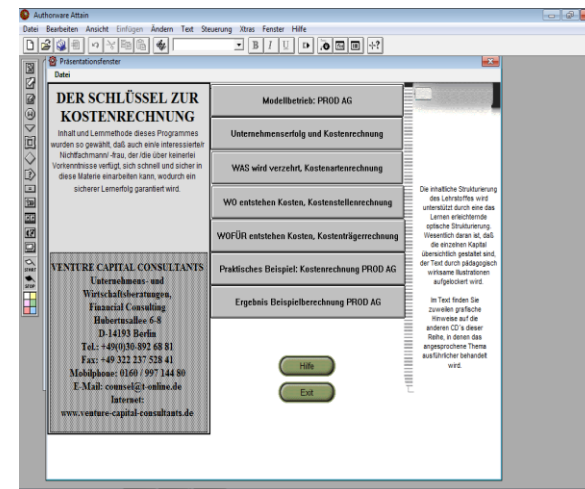 Authorware Attain
Datei Bearbeiten Ansicht Einfügen Ändern Text Steuerung Xtras Fenster Hilfe
B I U
Präsentationsfenster
Datei
DER SCHLÜSSEL ZUR
KOSTENRECHNUNG
Inhalt und Lernmethode dieses Programmes
wurden so gewählt, daß auch ein/e interessierte/r
Nichtfachmann/-frau, der /die über keinerlei
Vorkenntnisse verfügt, sich schnell und sicher in
diese Materie einarbeiten kann, wodurch ein
sicherer Lernerfolg garantiert wird.
VENTURE CAPITAL CONSULTANTS
Unternehmens- und
Wirtschaftsberatungen,
Financial Consulting
Hubertusallee 6-8
D-14193 Berlin
Tel.: +49(0)30-892 68 81
Fax: +49 322 237 528 41
Mobilphone: 0160 / 997 144 80
E-Mail: counsel@t-online.de
Internet:
www.venture-capital-consultants.de
Modellbetrieb: PROD AG
Unternehmenserfolg und Kostenrechnung
WAS wird verzehrt, Kostenartenrechnung
WO entstehen Kosten, Kostenstellenrechnung
WOFÜR entstehen Kosten, Kostenträgerrechnung
Praktisches Beispiel: Kostenrechnung PROD AG
Ergebnis Beispielberechnung PROD AG
Hilfe
Exit
Die inhaltliche Strukturierung
des Lehrstoffes wird
unterstützt durch eine das
Lernen erleichternde
optische Strukturierung.
Wesentlich daran ist, daß
die einzelnen Kapital
übersichtlich gestaltet sind,
der Text durch pädagogisch
wirksame Illustrationen
aufgelockert wird.
Im Text finden Sie
zuweilen grafische
Hinweise auf die
anderen CD's dieser
Reihe, in denen das
angesprochene Thema
ausführlicher behandelt
wird.
START
STOP